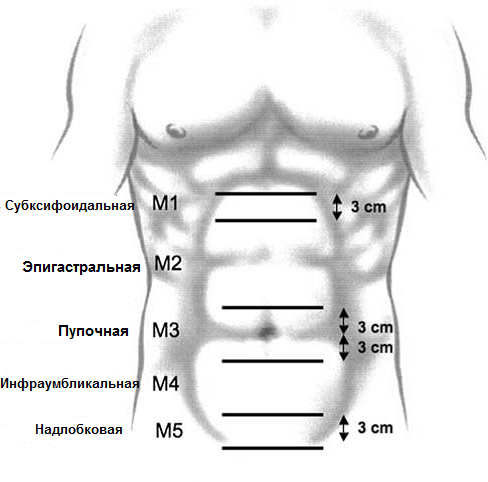 Субксифоидальная M1 3 cm
Эпигастральная M2
Пупочная M3 3 cm
3 cm
Инфраумбликальная M4
Надлобковая M5 3 cm